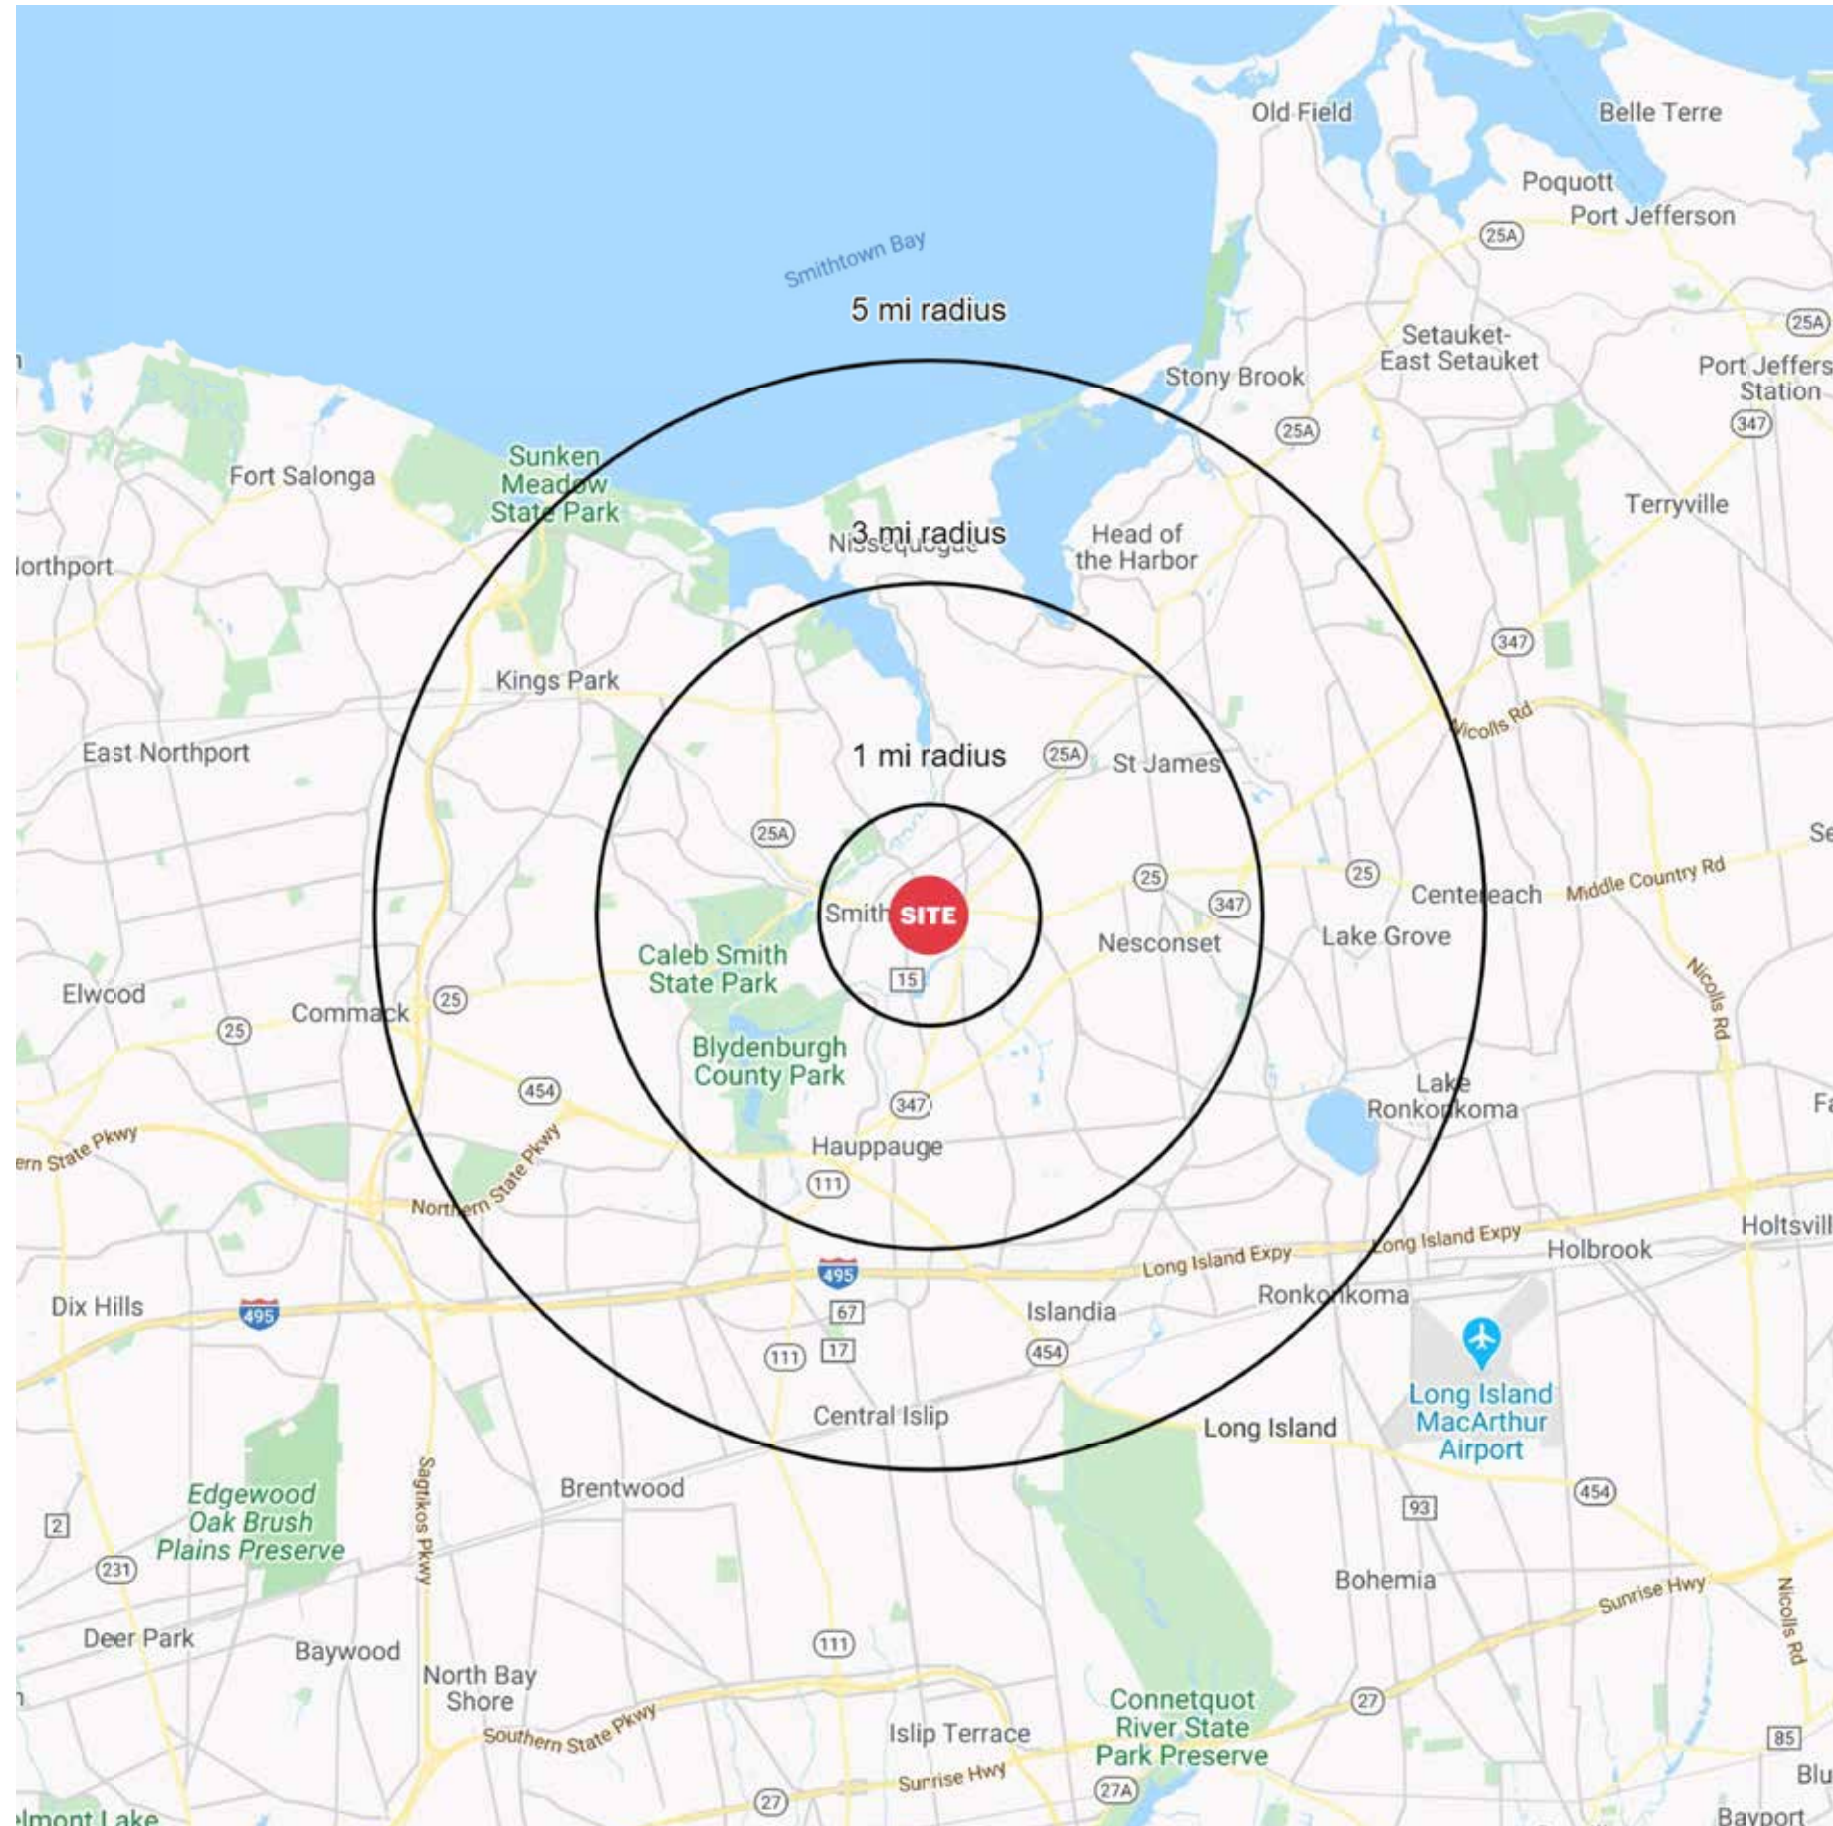 Old Field
Belle Terre
Poquott
Port Jefferson
25A
Smithtown Bay
5 mi radius
25A
Setauket-
East Setauket
Stony Brook
Port Jeffers
Station
347
25A
Sunken
Meadow
State Park
Fort Salonga
Terryville
3 mi radius
Nissequogue
Head of
the Harbor
lorthport
347
Kings Park
Nicolls Rd
East Northport
1 mi radius
25A
St James
25A
Se
25
25
Centereach
Middle Country Rd
Smith
SITE
347
Lake Grove
Nesconset
Caleb Smith
State Park
15
Elwood
Commack
25
25
Nicolls Rd
Blydenburgh
County Park
454
347
Lake
Ronkonkoma
Fa
ern State Pkwy
Hauppauge
111
Northern State Pkwy
Long Island Expy
Long Island Expy
Holbrook
Holtsvill
495
Dix Hills
495
67
Islandia
Ronkonkoma
111
17
454
Long Island
MacArthur
Airport
Central Islip
Long Island
Sagtikos Pkwy
Brentwood
Edgewood
Oak Brush
Plains Preserve
2
454
93
231
Bohemia
Sunrise Hwy
Nicolls Rd
Deer Park
Baywood
111
North Bay
Shore
Southern State Pkwy
Connetquot
River State
Park Preserve
27
Islip Terrace
85
Sunrise Hwy
27
27A
Blu
elmont Lake
Bayport